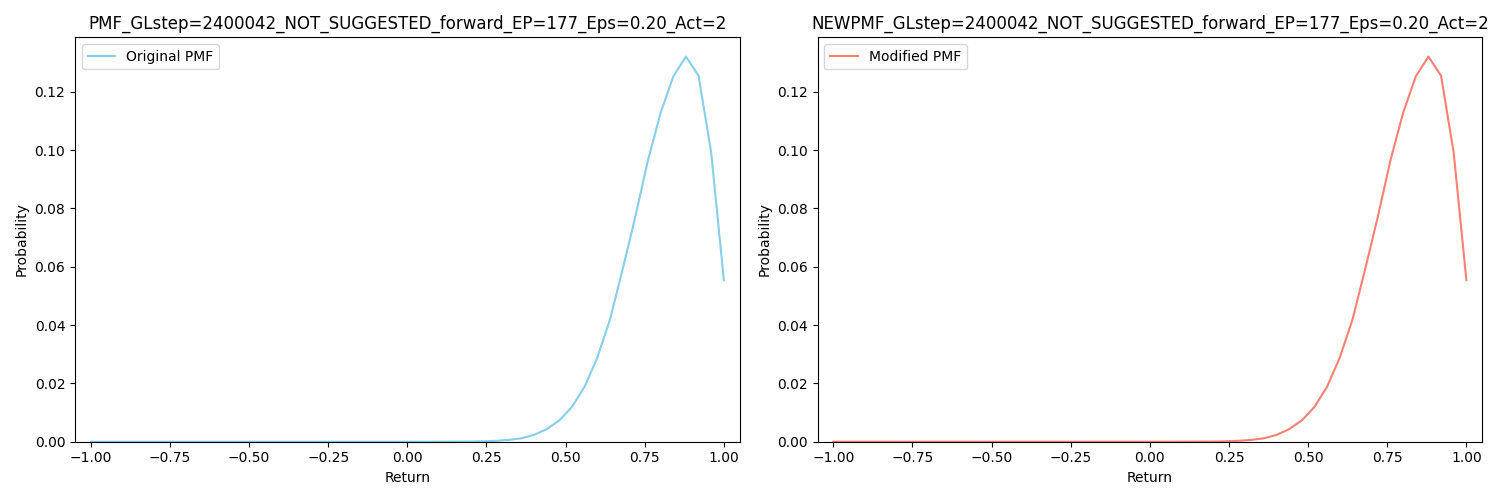 PMF_GLstep=2400042_NOT_SUGGESTED_forward_EP=177_Eps=0.20_Act=2
Original PMF
Probability
0.12
0.10
0.08
0.06
0.04
0.02
0.00
−1.00 −0.75 −0.50 −0.25 0.00 0.25 0.50 0.75 1.00
Return
NEWPMF_GLstep=2400042_NOT_SUGGESTED_forward_EP=177_Eps=0.20_Act=2
Modified PMF
Probability
0.12
0.10
0.08
0.06
0.04
0.02
0.00
−1.00 −0.75 −0.50 −0.25 0.00 0.25 0.50 0.75 1.00
Return